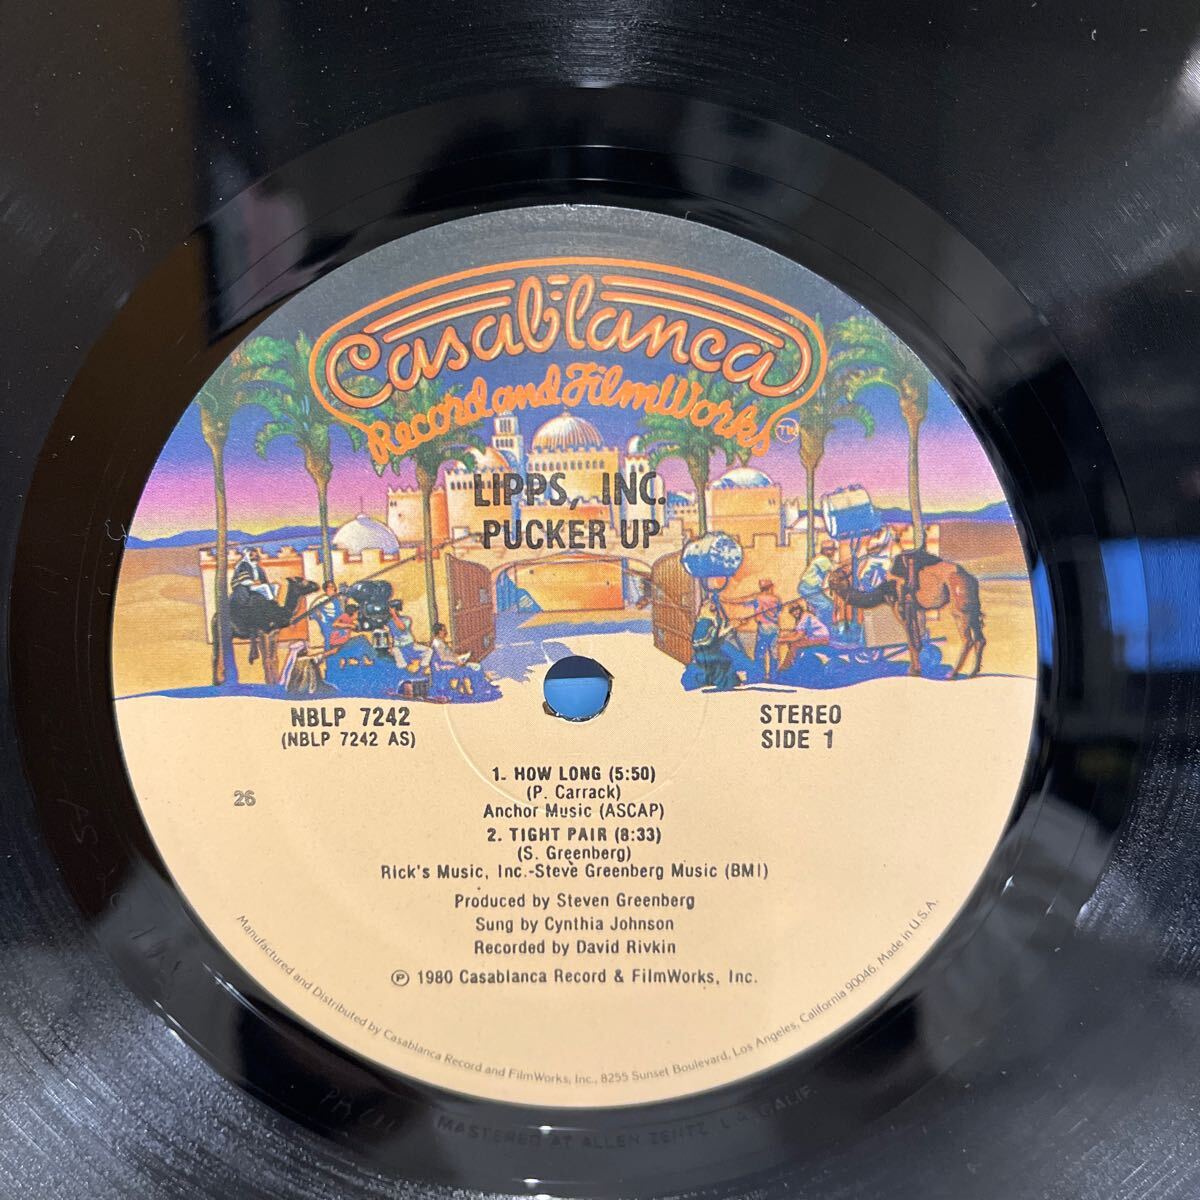 Casablanca
Record and FilmWorks TM
LIPPS, INC.
PUCKER UP
NBLP 7242
(NBLP 7242 AS)
STEREO
SIDE 1
26
1. HOW LONG (5:50)
(P. Carrack)
Anchor Music (ASCAP)
2. TIGHT PAIR (8:33)
(S. Greenberg)
Rick's Music, Inc.-Steve Greenberg Music (BMI)
Produced by Steven Greenberg
Sung by Cynthia Johnson
Recorded by David Rivkin
℗ 1980 Casablanca Record & FilmWorks, Inc.
Manufactured and Distributed by Casablanca Record and FilmWorks, Inc., 8255 Sunset Boulevard, Los Angeles, California 90046. Made in U.S.A.
MASTERED AT ALLEN ZENTZ, L.A. CALIF.